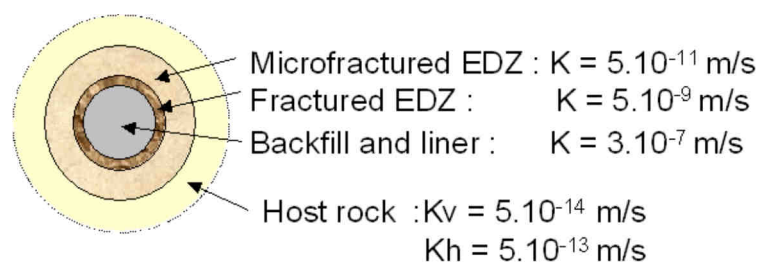 Microfractured EDZ : K = 5.10⁻¹¹ m/s
Fractured EDZ : K = 5.10⁻⁹ m/s
Backfill and liner : K = 3.10⁻⁷ m/s
Host rock :Kv = 5.10⁻¹⁴ m/s
Kh = 5.10⁻¹³ m/s